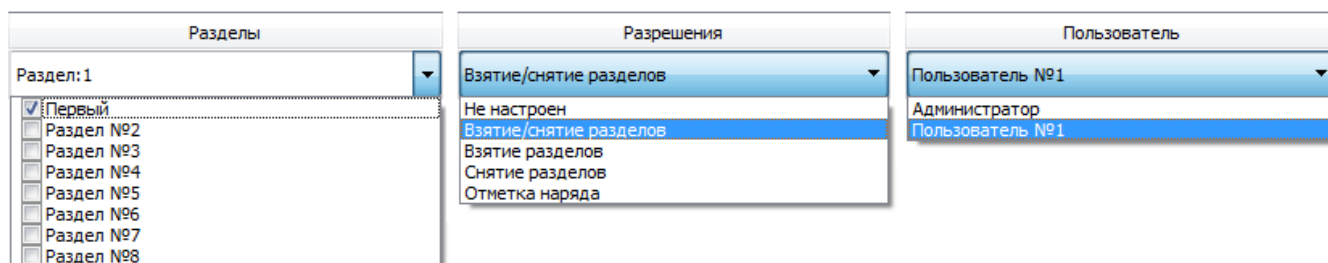 Разделы
Раздел:1
Первый
Раздел №2
Раздел №3
Раздел №4
Раздел №5
Раздел №6
Раздел №7
Раздел №8
Разрешения
Взятие/снятие разделов
Не настроен
Взятие/снятие разделов
Взятие разделов
Снятие разделов
Отметка наряда
Пользователь
Пользователь №1
Администратор
Пользователь №1